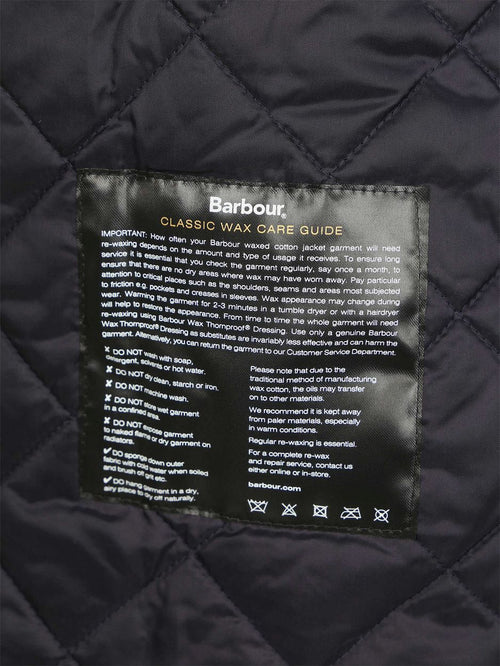 Barbour®
CLASSIC WAX CARE GUIDE
IMPORTANT: How often your Barbour waxed cotton jacket garment will need
re-waxing depends on the amount and type of usage it receives. To ensure long
service it is essential that you check the garment regularly, say once a month, to
ensure that there are no dry areas where wax may have worn away. Pay particular
attention to critical places such as the shoulders, seams and areas most subjected
to friction e.g. pockets and creases in sleeves. Wax appearance may change during
wear. Warming the garment for 2-3 minutes in a tumble dryer or with a hairdryer
will help to restore the appearance. From time to time the whole garment will need
re-waxing using Barbour Wax Thornproof® Dressing. Use only a genuine Barbour
Wax Thornproof® Dressing as substitutes are invariably less effective and can harm the
garment. Alternatively, you can return the garment to our Customer Service Department.
✘ DO NOT wash with soap,
detergent, solvents or hot water.
✘ DO NOT dry clean, starch or iron.
✘ DO NOT machine wash.
✘ DO NOT store wet garment
in a confined area.
✘ DO NOT expose garment
to naked flame or dry garment on
radiators.
✔ DO sponge down outer
fabric with cold water when soiled
and brush off grit etc.
✔ DO hang garment in a dry,
airy place to dry off naturally.
Please note that due to the
traditional method of manufacturing
wax cotton, the oils may transfer
on to other materials.
We recommend it is kept away
from paler materials, especially
in warm conditions.
Regular re-waxing is essential.
For a complete re-wax
and repair service, contact us
either online or in-store.
barbour.com